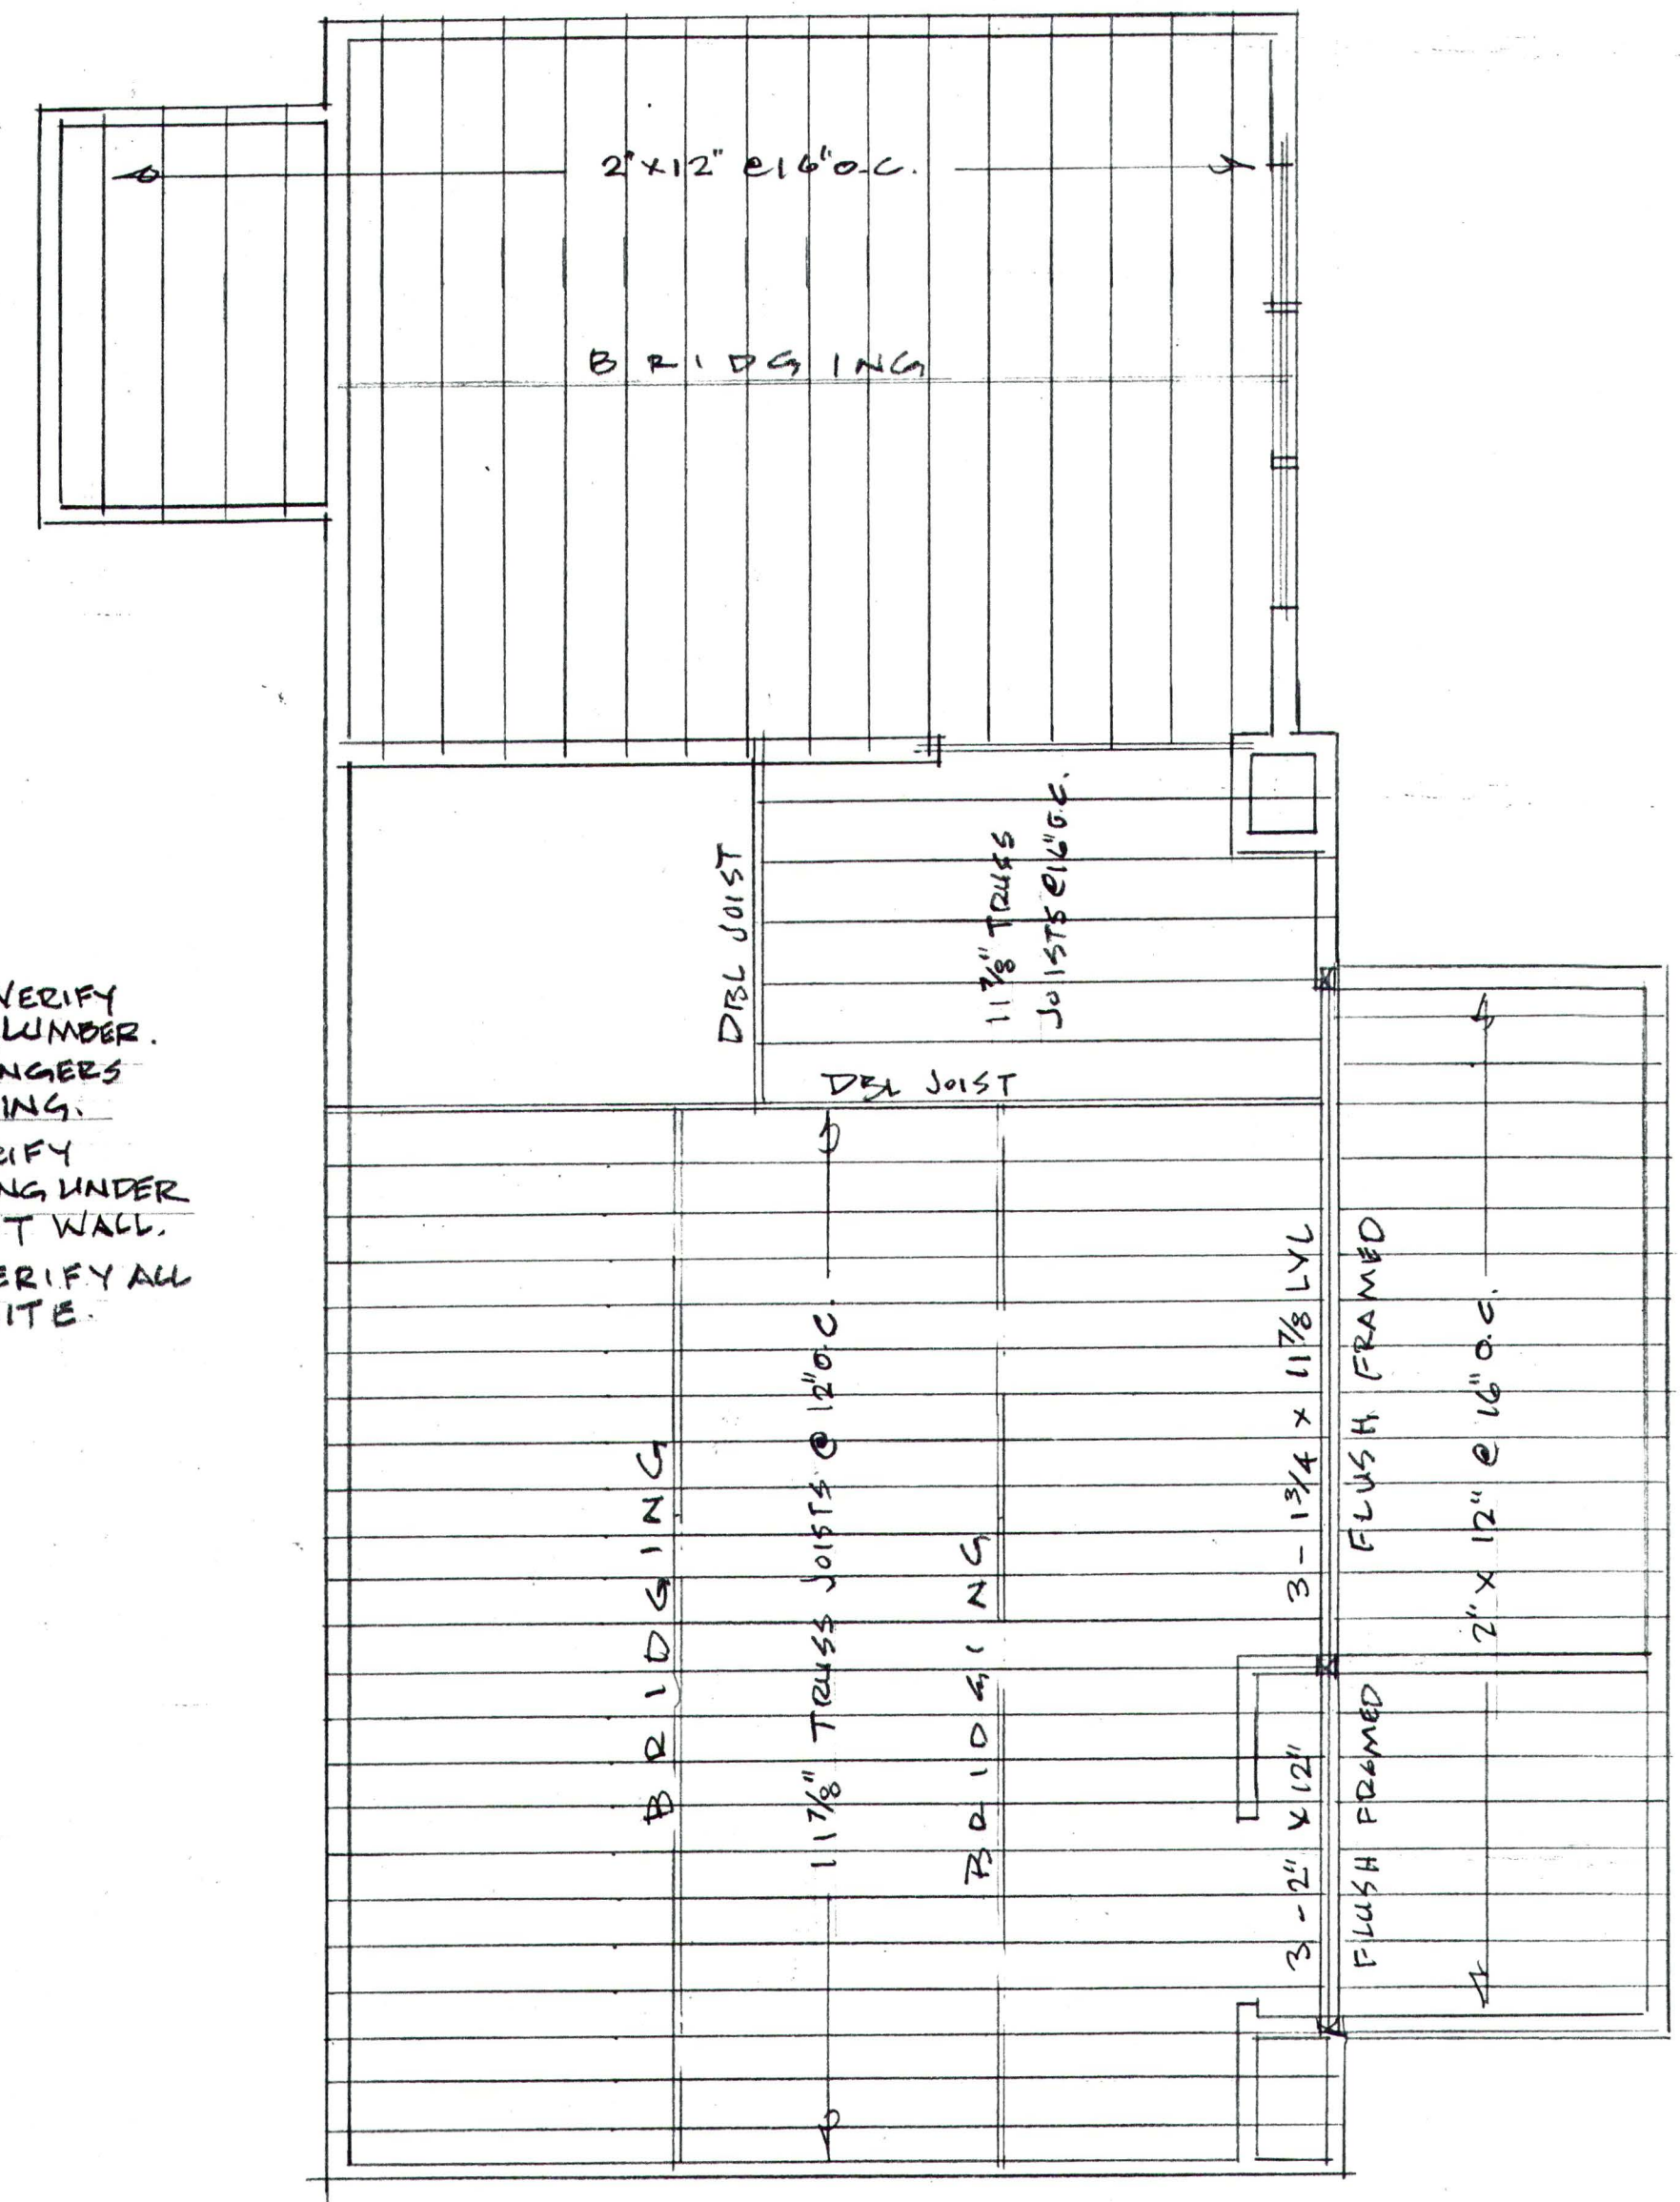 2"x12" @16"o.c.
BRIDGING
DBL JOIST
11 7/8" TRUSS
JOISTS @16"o.c.
DBL JOIST
VERIFY
LUMBER.
NGERS
ING.
RIFY
NG UNDER
T WALL.
ERIFY ALL
ITE.
BRIDGING
11 7/8" TRUSS JOISTS @ 12"o.c.
BRIDGING
3-1 3/4 x 11 7/8 LVL
FLUSH FRAMED
2" x 12" @ 16" o.c.
3-2" x 12"
FLUSH FRAMED